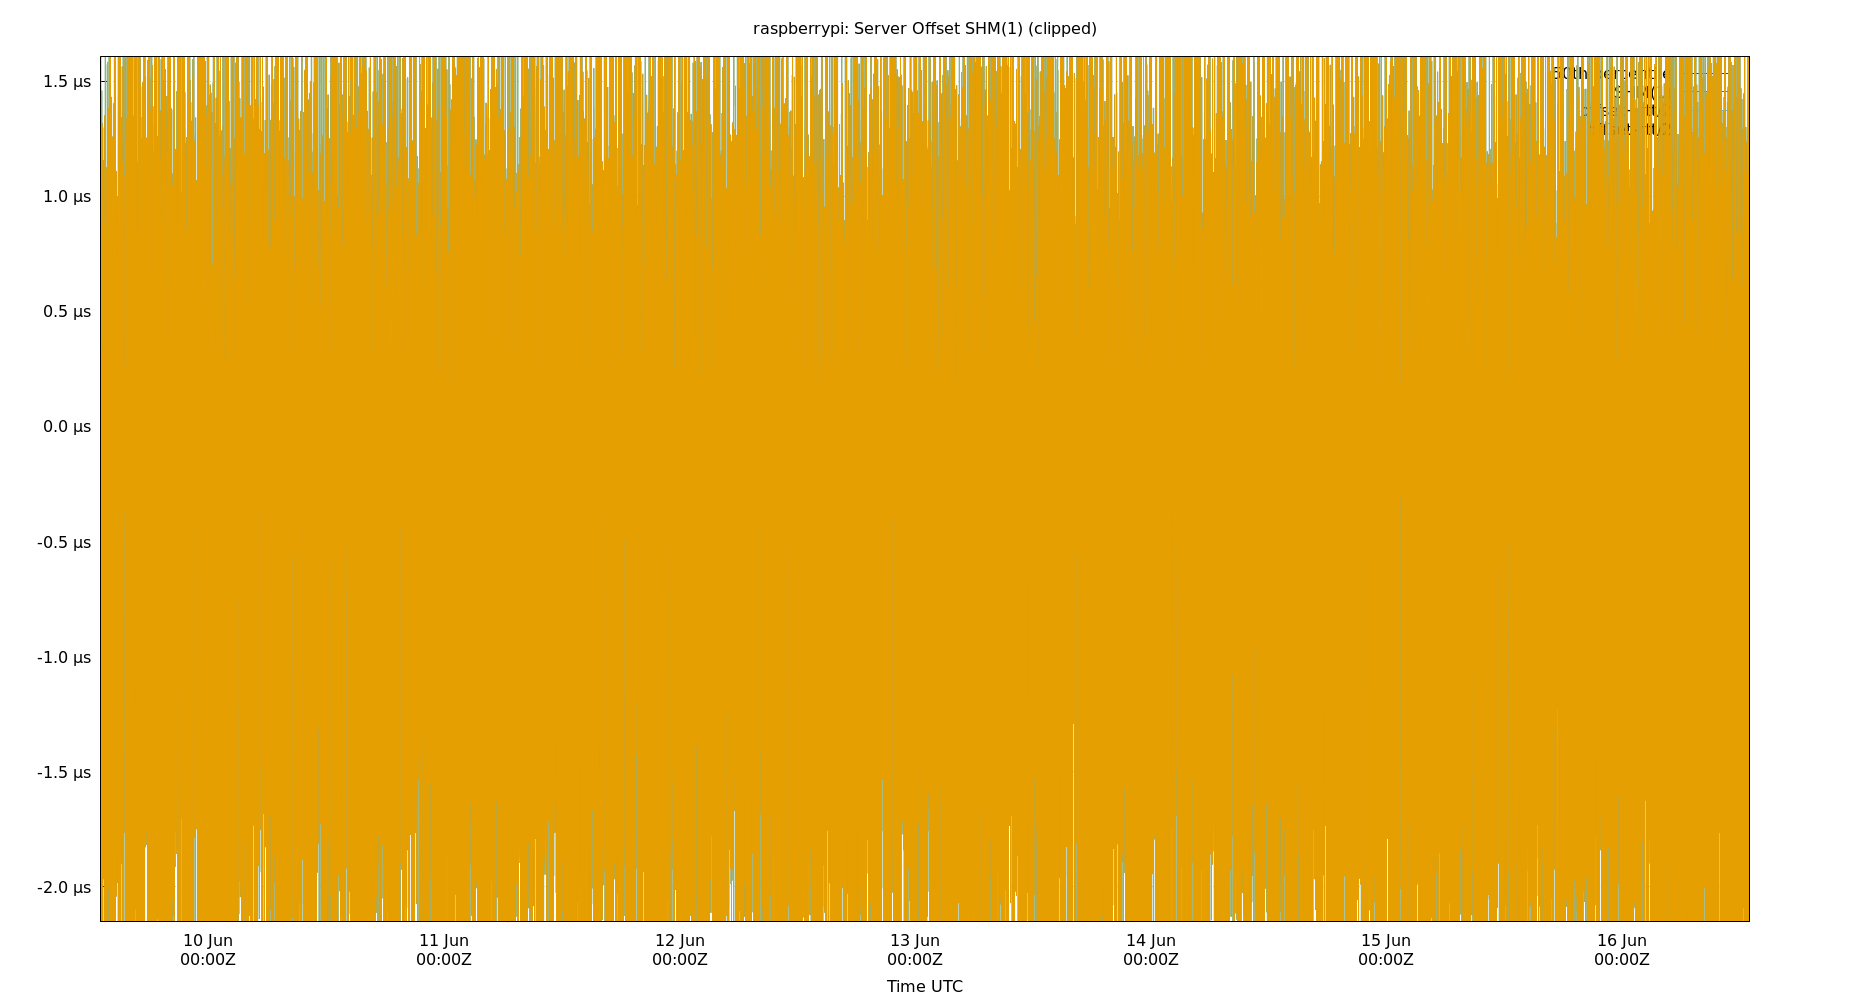 raspberrypi: Server Offset SHM(1) (clipped)
1.5 µs
1.0 µs
0.5 µs
0.0 µs
-0.5 µs
-1.0 µs
-1.5 µs
-2.0 µs
10 Jun
00:00Z
11 Jun
00:00Z
12 Jun
00:00Z
13 Jun
00:00Z
14 Jun
00:00Z
15 Jun
00:00Z
16 Jun
00:00Z
Time UTC